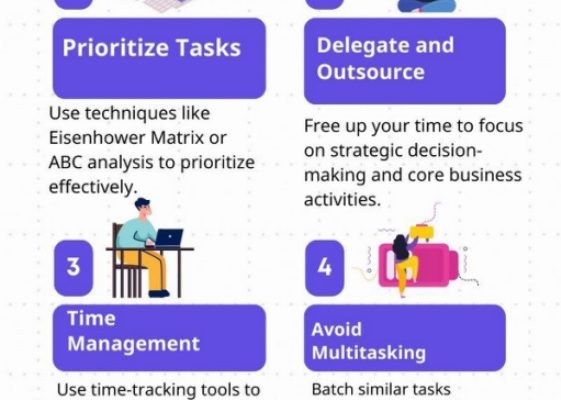 Prioritize Tasks
Use techniques like
Eisenhower Matrix or
ABC analysis to prioritize
effectively.
Delegate and
Outsource
Free up your time to focus
on strategic decision-
making and core business
activities.
3
Time
Management
Use time-tracking tools to
4
Avoid
Multitasking
Batch similar tasks